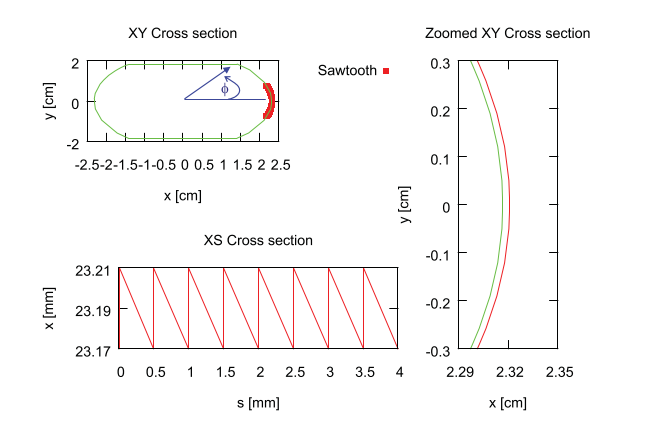 XY Cross section
2
0
-2
y [cm]
ϕ
-2.5-2-1.5-1-0.5 0 0.5 1 1.5 2 2.5
x [cm]
Sawtooth
Zoomed XY Cross section
0.3
0.2
0.1
0
-0.1
-0.2
-0.3
y [cm]
2.29 2.32 2.35
x [cm]
XS Cross section
23.21
23.19
23.17
x [mm]
0 0.5 1 1.5 2 2.5 3 3.5 4
s [mm]